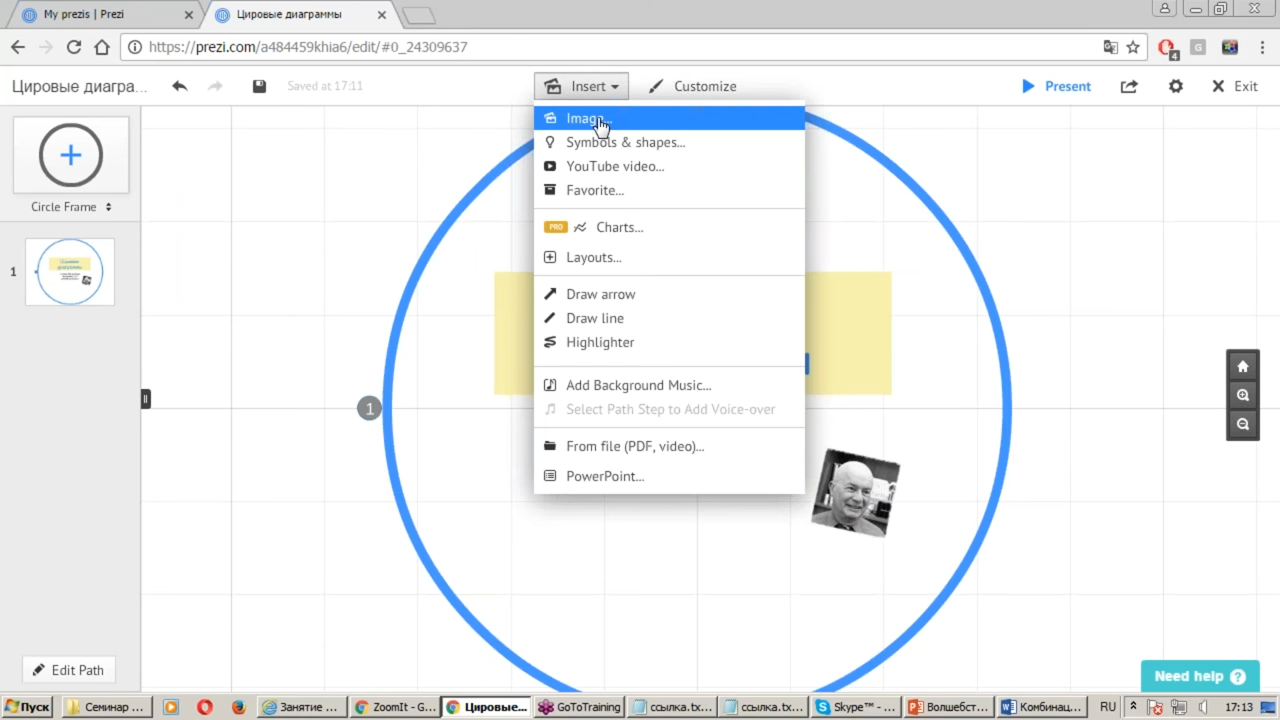 My prezis | Prezi
Цировые диаграммы
https://prezi.com/a484459khia6/edit/#0_24309637
4
G
Цировые диагра...
Saved at 17:11
Insert
Customize
Present
Exit
Image...
Symbols & shapes...
YouTube video...
Favorite...
PRO Charts...
Layouts...
Draw arrow
Draw line
Highlighter
Add Background Music...
Select Path Step to Add Voice-over
From file (PDF, video)...
PowerPoint...
Circle Frame
1
1
Edit Path
Need help ?
Пуск
Семинар ...
Занятие ...
ZoomIt - G...
Цировые...
GoToTraining
ссылка.tx...
ссылка.tx...
Skype™ - ...
Волшебст...
Комбинац...
RU
17:13